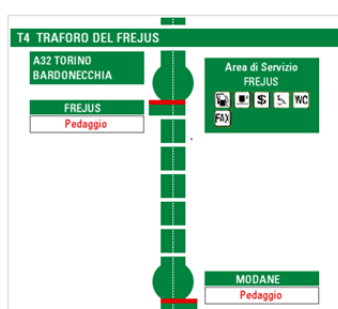 T4 TRAFORO DEL FREJUS
A32 TORINO
BARDONECCHIA
Area di Servizio
FREJUS
$ WC
FAX
FREJUS
Pedaggio
MODANE
Pedaggio